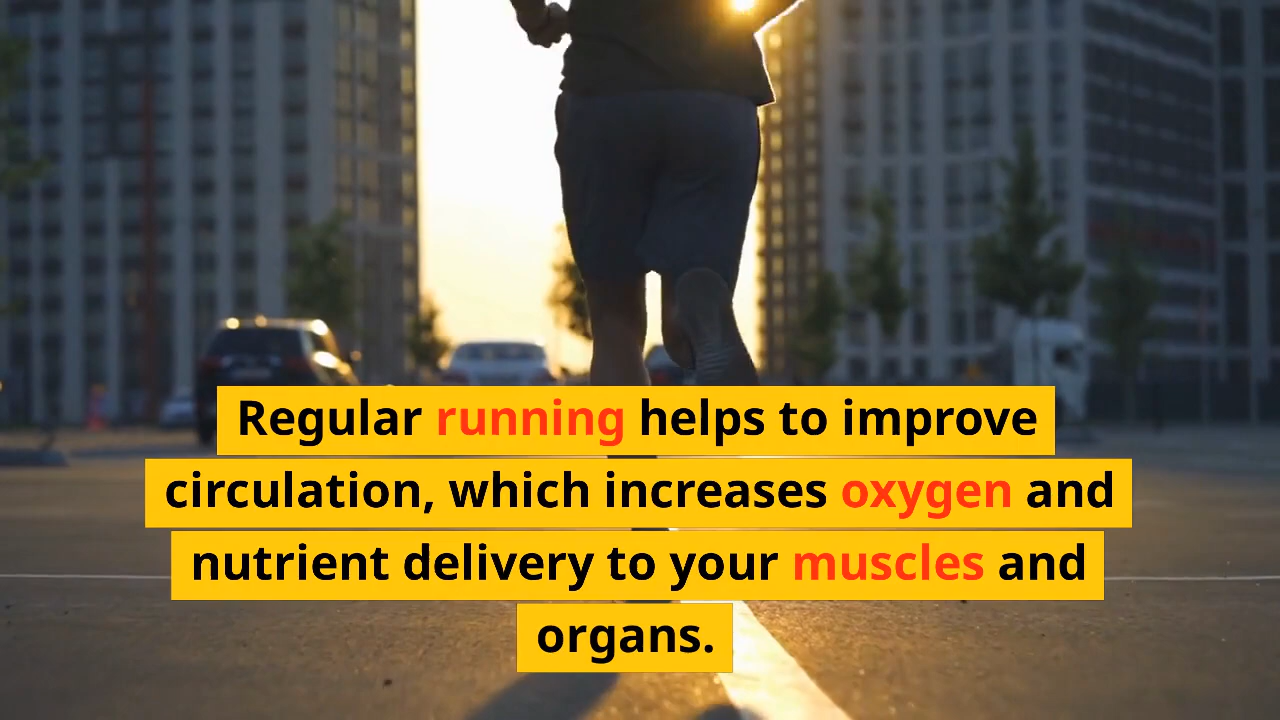 Regular running helps to improve
circulation, which increases oxygen and
nutrient delivery to your muscles and
organs.